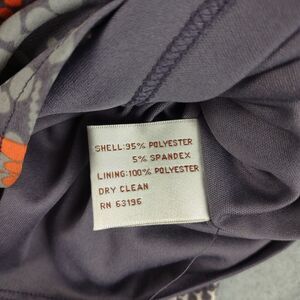 SHELL:95% POLYESTER
5% SPANDEX
LINING:100% POLYESTER
DRY CLEAN
RN 63196